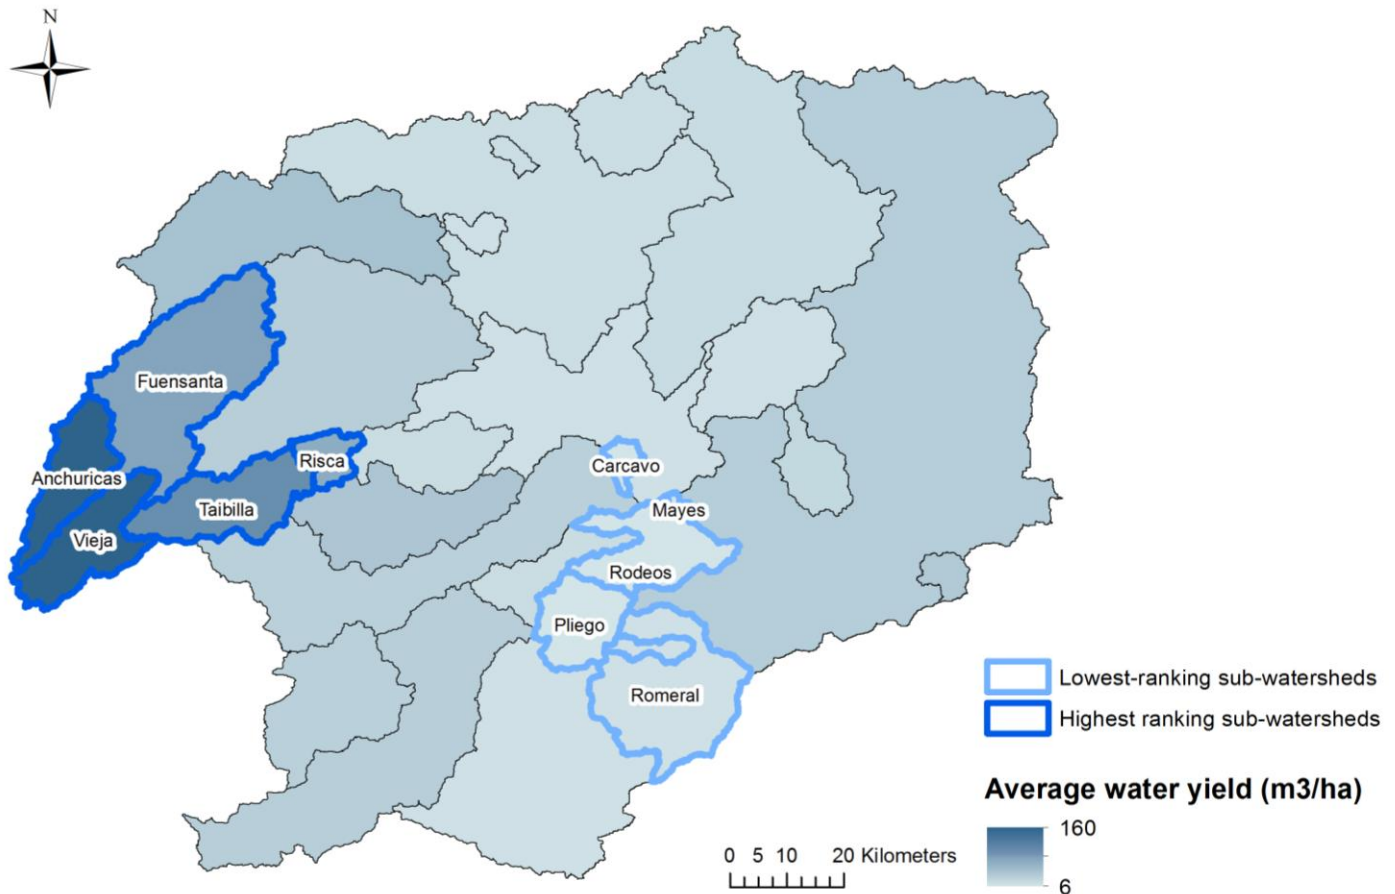 N
Fuensanta
Anchuricas
Risca
Taibilla
Vieja
Carcavo
Mayes
Rodeos
Pliego
Romeral
Lowest-ranking sub-watersheds
Highest ranking sub-watersheds
Average water yield (m3/ha)
160
6
0 5 10 20 Kilometers